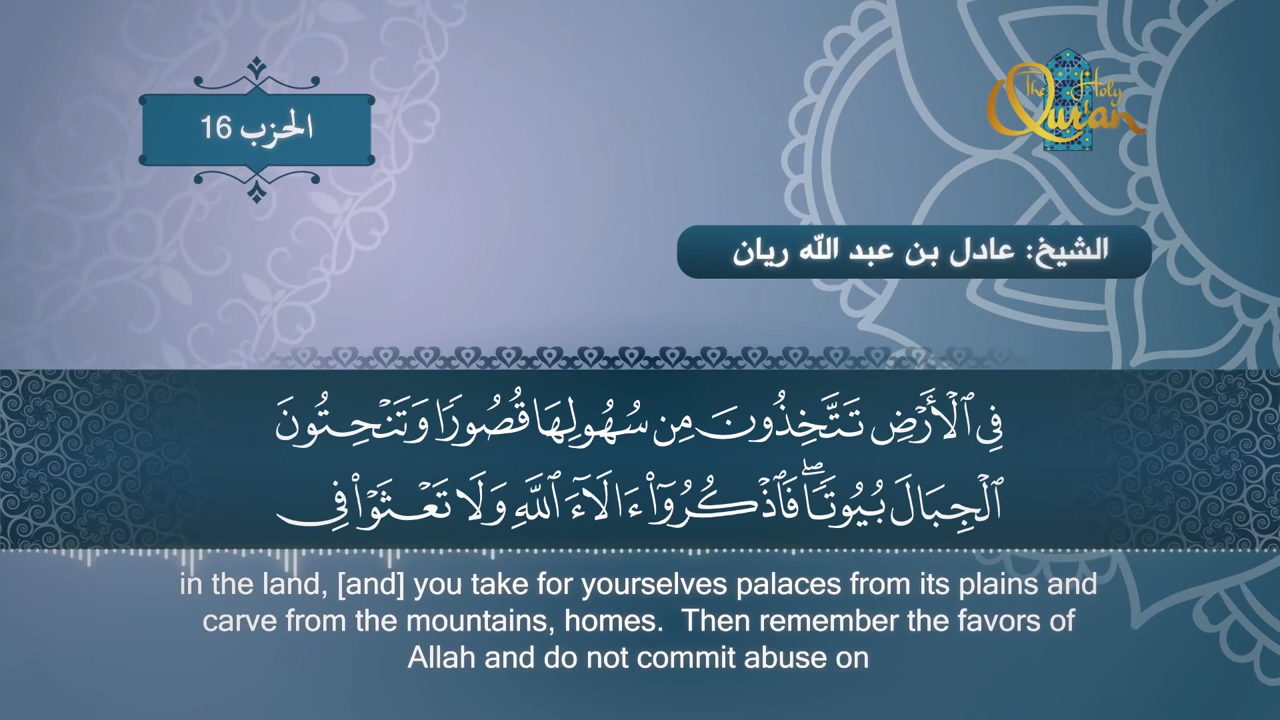 الحزب 16
The Holy
Qur'an
الشيخ: عادل بن عبد الله ريان
فِي ٱلْأَرْضِ تَتَّخِذُونَ مِن سُهُولِهَا قُصُورًا وَتَنْحِتُونَ
ٱلْجِبَالَ بُيُوتًا ۖ فَٱذْكُرُوٓا۟ ءَالَآءَ ٱللَّهِ وَلَا تَعْثَوْا۟ فِى
in the land, [and] you take for yourselves palaces from its plains and
carve from the mountains, homes.  Then remember the favors of
Allah and do not commit abuse on